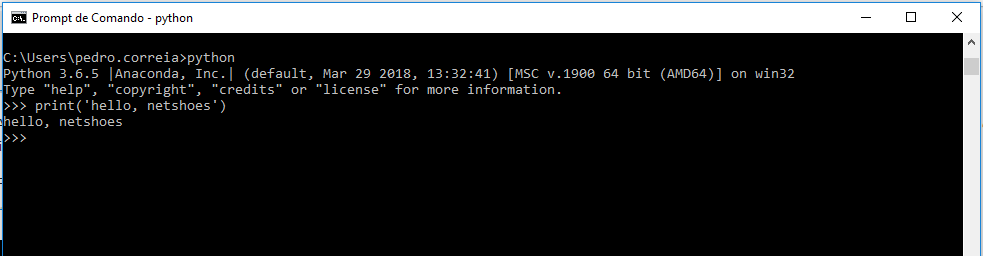 Prompt de Comando - python
C:\Users\pedro.correia>python
Python 3.6.5 |Anaconda, Inc.| (default, Mar 29 2018, 13:32:41) [MSC v.1900 64 bit (AMD64)] on win32
Type "help", "copyright", "credits" or "license" for more information.
>>> print('hello, netshoes')
hello, netshoes
>>>